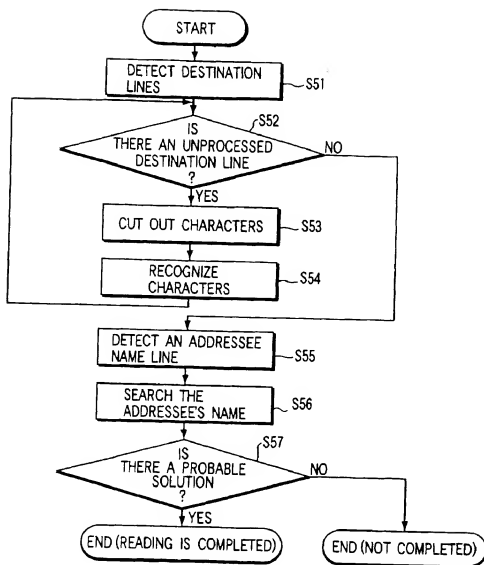 START
DETECT DESTINATION
LINES
S51
S52
IS
THERE AN UNPROCESSED
DESTINATION LINE
?
NO
YES
CUT OUT CHARACTERS
S53
RECOGNIZE
CHARACTERS
S54
DETECT AN ADDRESSEE
NAME LINE
S55
SEARCH THE
ADDRESSEE'S NAME
S56
S57
IS
THERE A PROBABLE
SOLUTION
?
NO
YES
END (READING IS COMPLETED)
END (NOT COMPLETED)